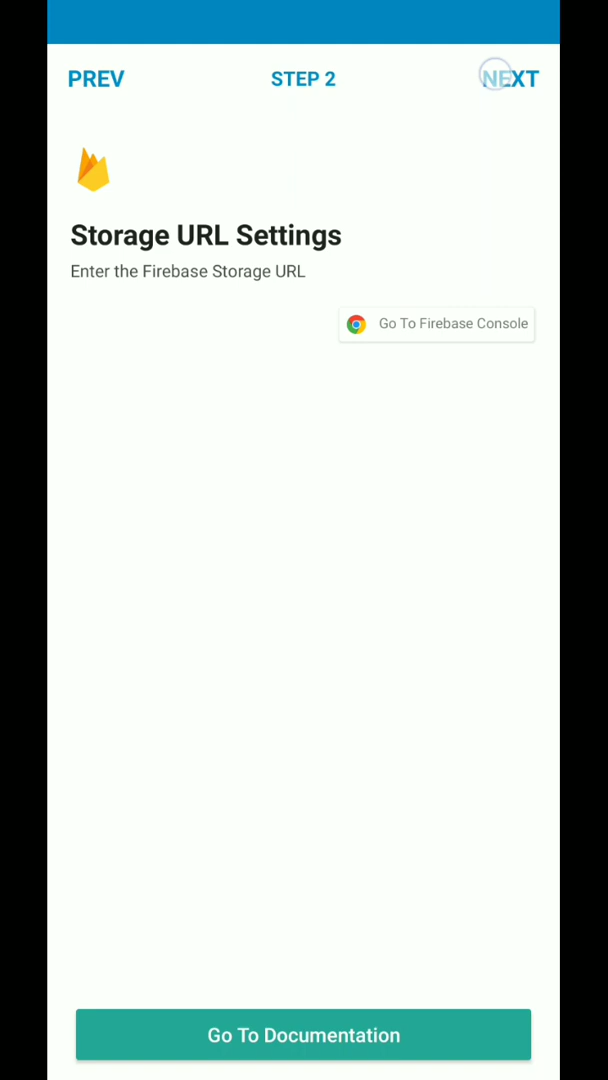 PREV
STEP 2
NEXT
Storage URL Settings
Enter the Firebase Storage URL
Go To Firebase Console
Go To Documentation